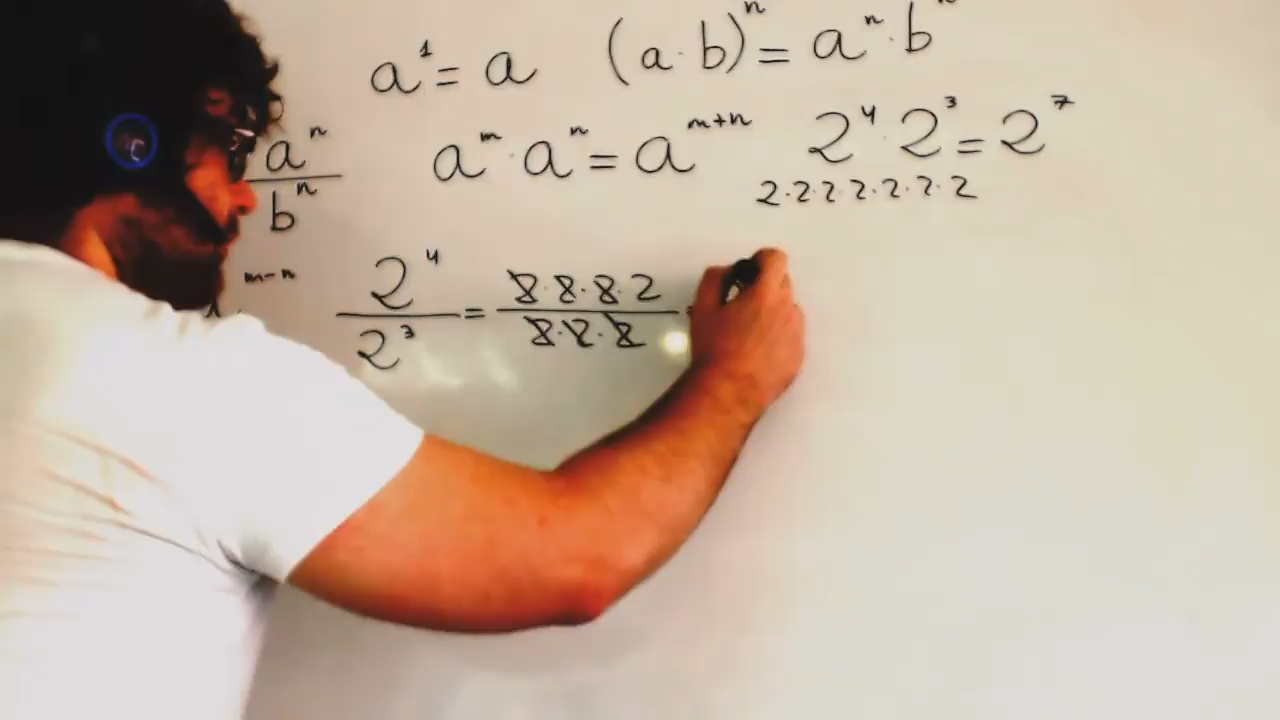 a¹ = a (a·b)ⁿ = aⁿ·bⁿ
aⁿ/bⁿ aᵐ·aⁿ = aᵐ⁺ⁿ 2⁴·2³ = 2⁷
2·2·2·2·2·2·2
m-n 2⁴/2³ = 2·2·2·2/2·2·2